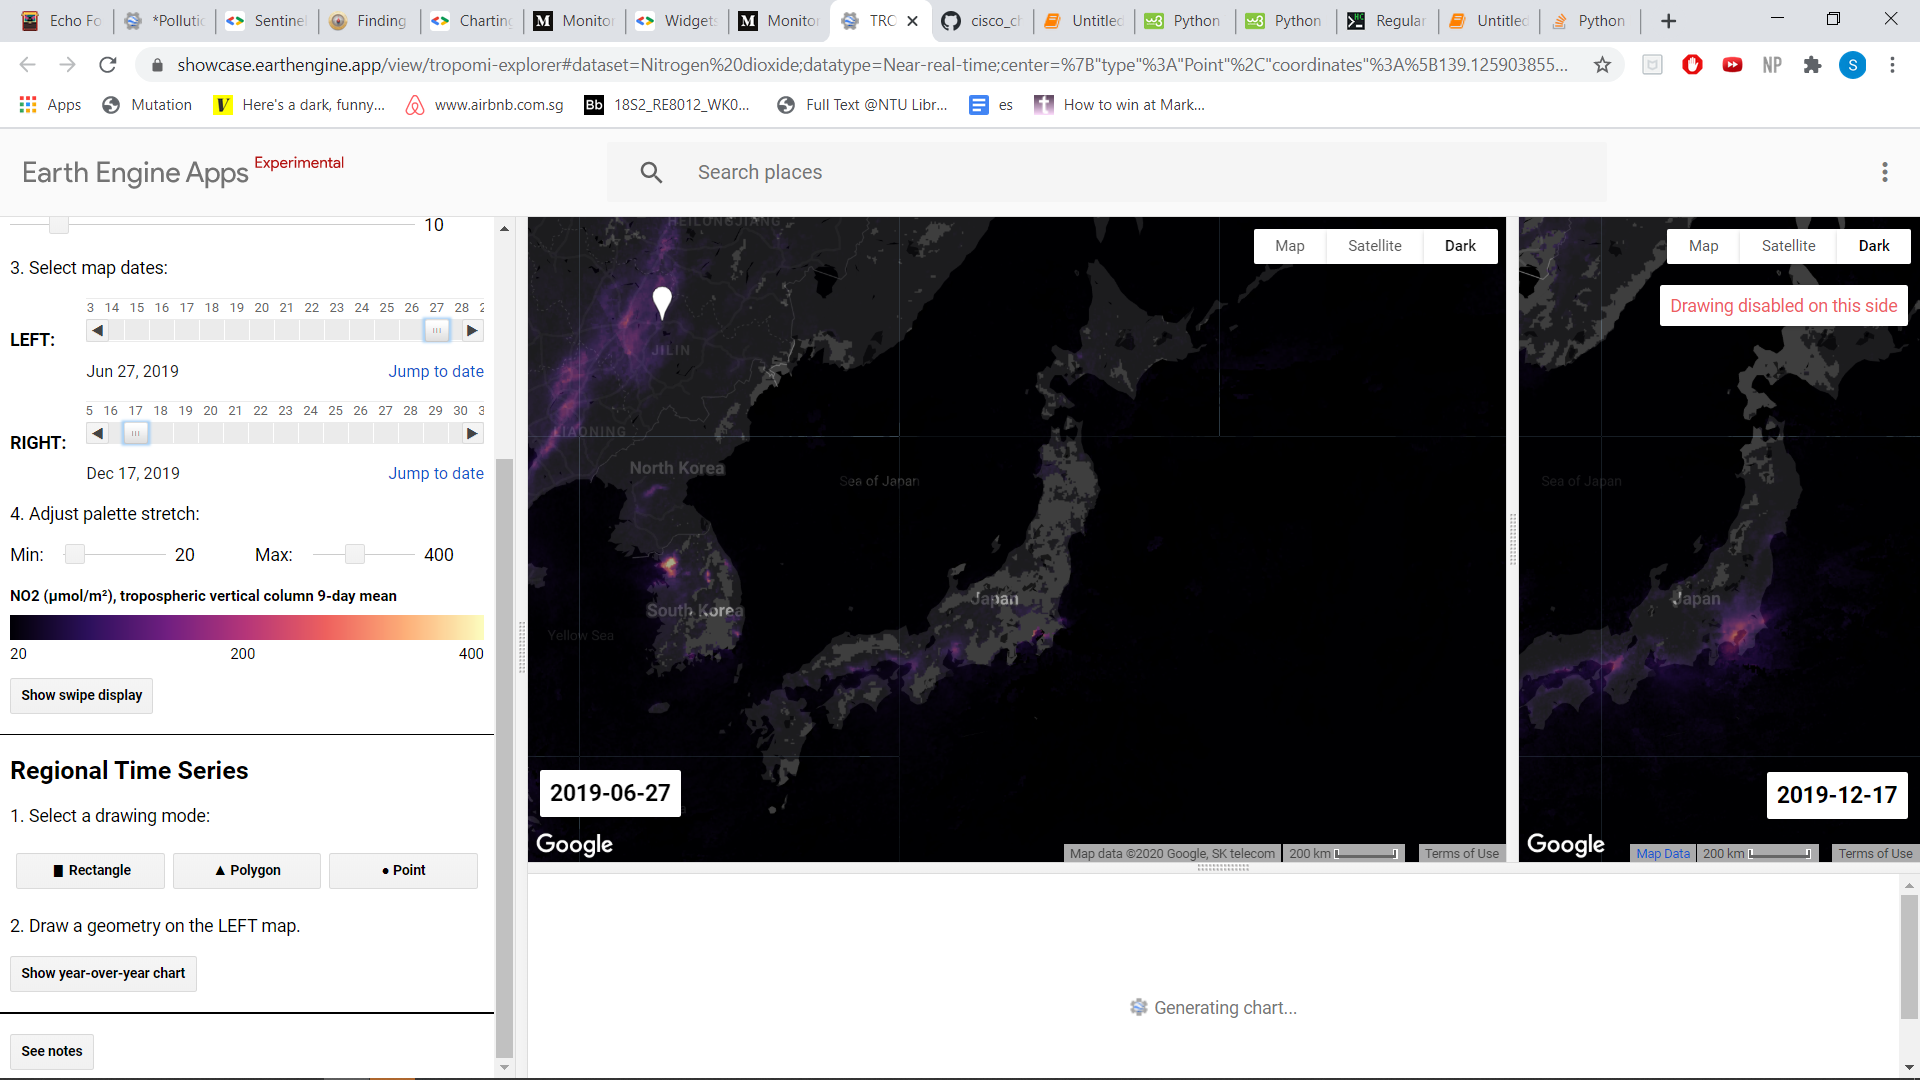 Echo Fo
*Pollutic
Sentinel
Finding
Charting
Monitor
Widgets
Monitor
TRO
cisco_ch
Untitled
Python
Python
Regular
Untitled
Python
showcase.earthengine.app/view/tropomi-explorer#dataset=Nitrogen%20dioxide;datatype=Near-real-time;center=%7B"type"%3A"Point"%2C"coordinates"%3A%5B139.125903855...
NP
S
Apps
Mutation
Here's a dark, funny...
www.airbnb.com.sg
Bb 18S2_RE8012_WK0...
Full Text @NTU Libr...
es
How to win at Mark...
Earth Engine Apps Experimental
Search places
10
3. Select map dates:
3 14 15 16 17 18 19 20 21 22 23 24 25 26 27 28 2
LEFT:
Jun 27, 2019 Jump to date
5 16 17 18 19 20 21 22 23 24 25 26 27 28 29 30 3
RIGHT:
Dec 17, 2019 Jump to date
4. Adjust palette stretch:
Min: 20 Max: 400
NO2 (µmol/m²), tropospheric vertical column 9-day mean
20 200 400
Show swipe display
Regional Time Series
1. Select a drawing mode:
Rectangle
Polygon
Point
2. Draw a geometry on the LEFT map.
Show year-over-year chart
See notes
HEILONGJIANG
Map Satellite Dark
JILIN
LIAONING
North Korea
Sea of Japan
South Korea
Japan
Yellow Sea
2019-06-27
Google
Map data ©2020 Google, SK telecom
200 km
Terms of Use
Map Satellite Dark
Drawing disabled on this side
Sea of Japan
Japan
2019-12-17
Google
Map Data
200 km
Terms of Use
Generating chart...